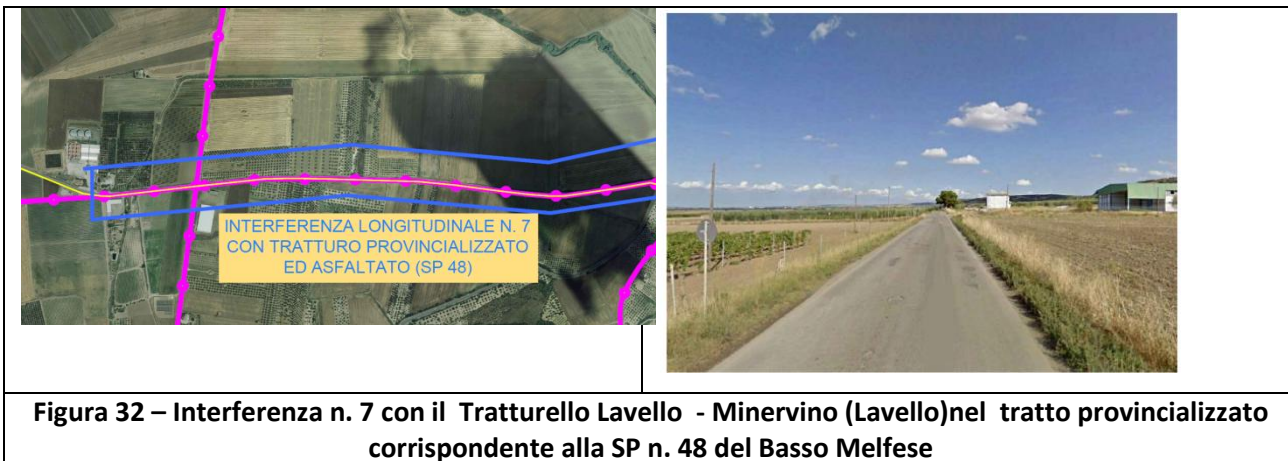 INTERFERENZA LONGITUDINALE N. 7
CON TRATTURO PROVINCIALIZZATO
ED ASFALTATO (SP 48)
Figura 32 – Interferenza n. 7 con il Tratturello Lavello - Minervino (Lavello)nel tratto provincializzato
corrispondente alla SP n. 48 del Basso Melfese